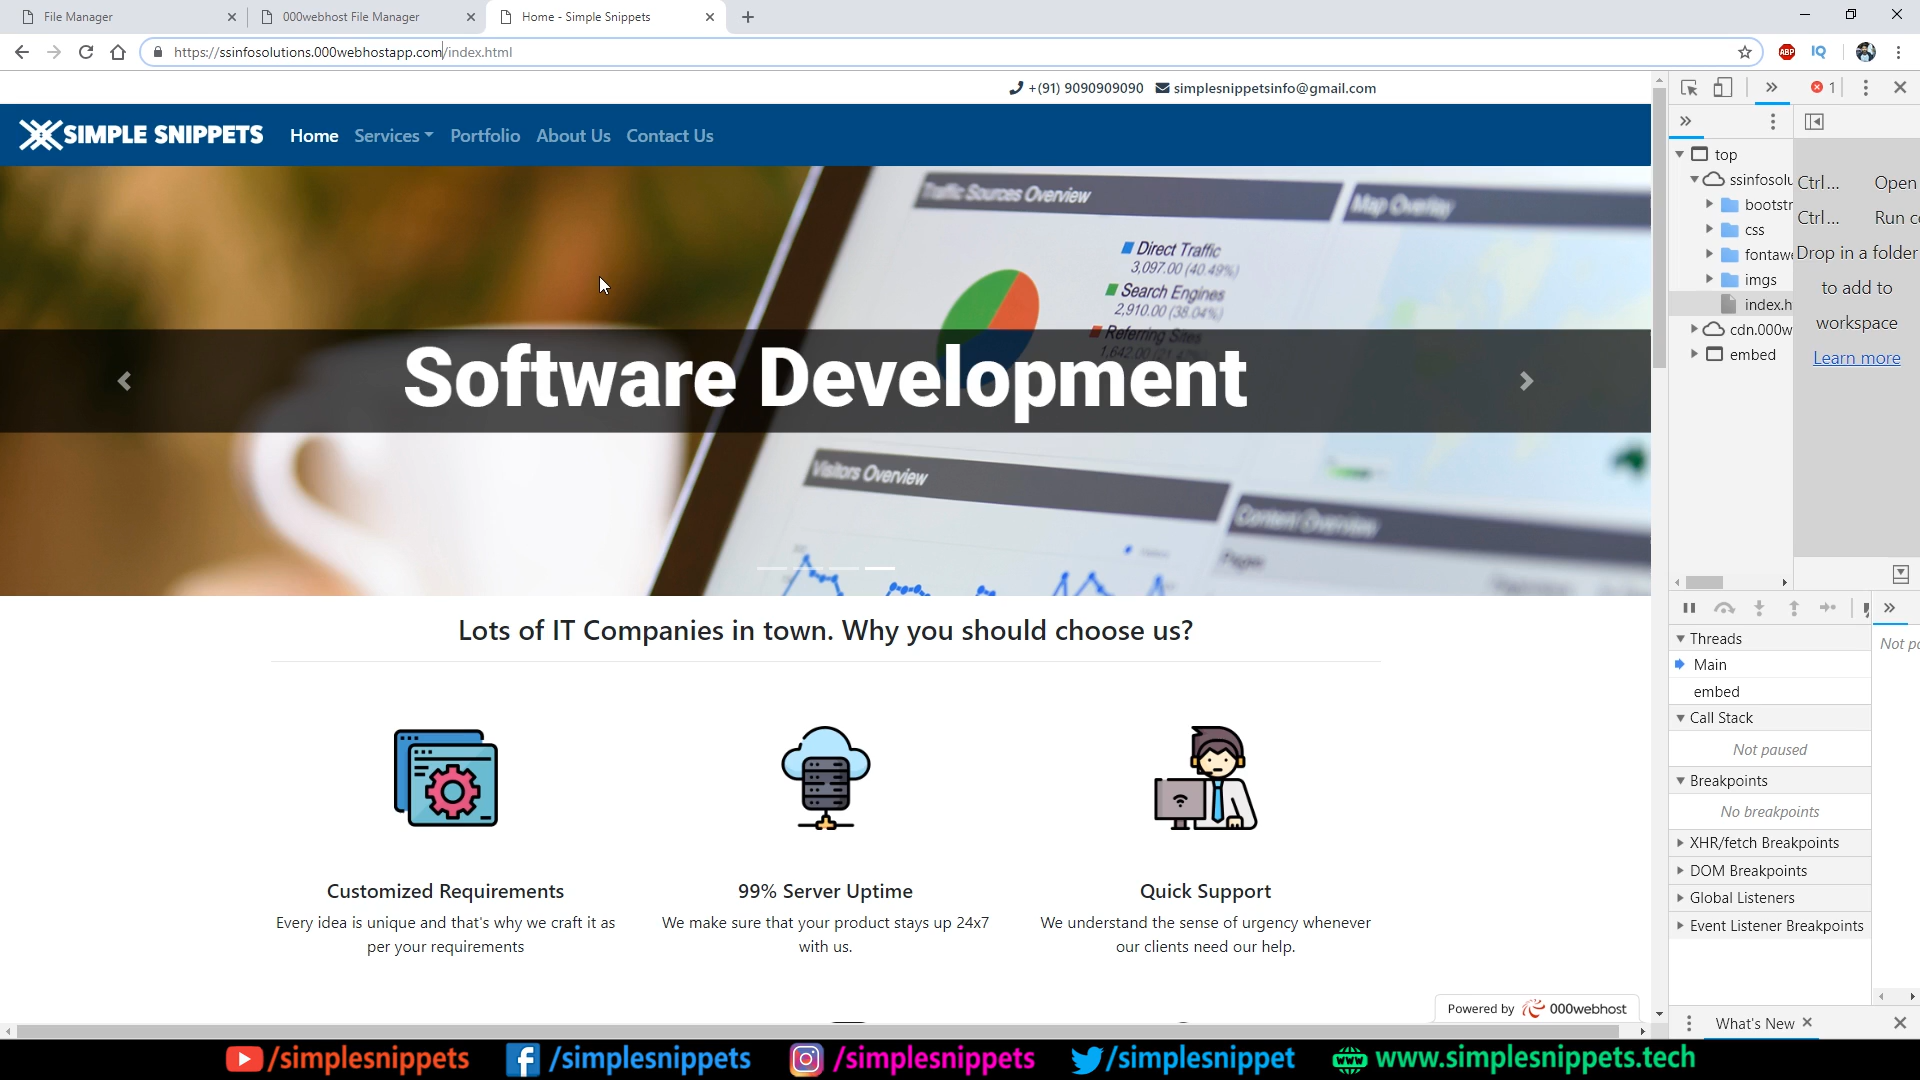 File Manager
000webhost File Manager
Home - Simple Snippets
https://ssinfosolutions.000webhostapp.com/index.html
ABP
IQ
+(91) 9090909090
simplesnippetsinfo@gmail.com
1
SIMPLE SNIPPETS
Home
Services
Portfolio
About Us
Contact Us
top
ssinfosolu
bootstr
css
fontawe
imgs
index.h
cdn.000w
embed
Ctrl... Open
Ctrl... Run co
Drop in a folder
to add to
workspace
Learn more
Traffic Sources Overview
Map Overlay
Direct Traffic
3,097.00 (40.49%)
Search Engines
2,910.00 (38.04%)
Referring Sites
Software Development
Visitors Overview
Content Overview
Pages
Lots of IT Companies in town. Why you should choose us?
Customized Requirements
Every idea is unique and that's why we craft it as
per your requirements
99% Server Uptime
We make sure that your product stays up 24x7
with us.
Quick Support
We understand the sense of urgency whenever
our clients need our help.
Powered by 000webhost
Threads
Main
embed
Call Stack
Not paused
Breakpoints
No breakpoints
XHR/fetch Breakpoints
DOM Breakpoints
Global Listeners
Event Listener Breakpoints
Not pa
What's New
/simplesnippets
/simplesnippets
/simplesnippets
/simplesnippet
www.simplesnippets.tech